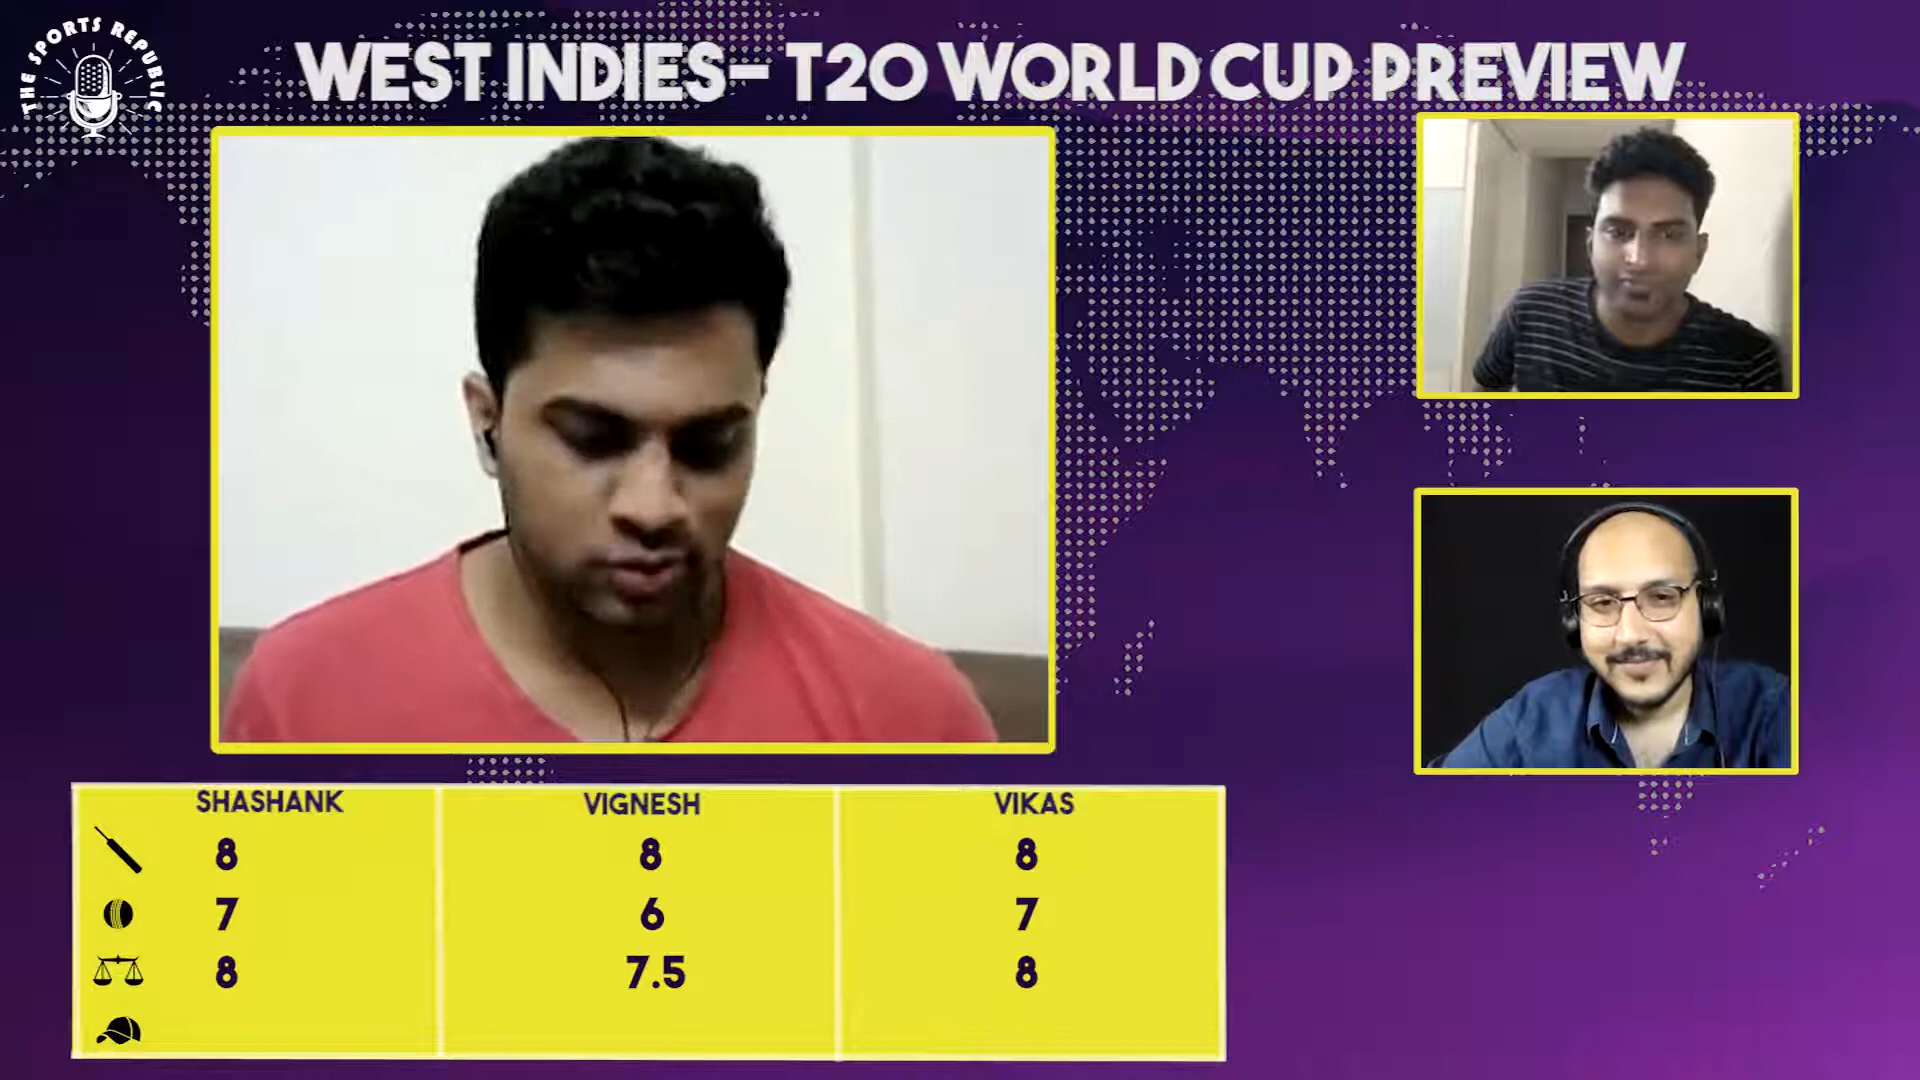 THE SPORTS REPUBLIC
WEST INDIES- T20 WORLD CUP PREVIEW
SHASHANK VIGNESH VIKAS
8 8 8
7 6 7
8 7.5 8